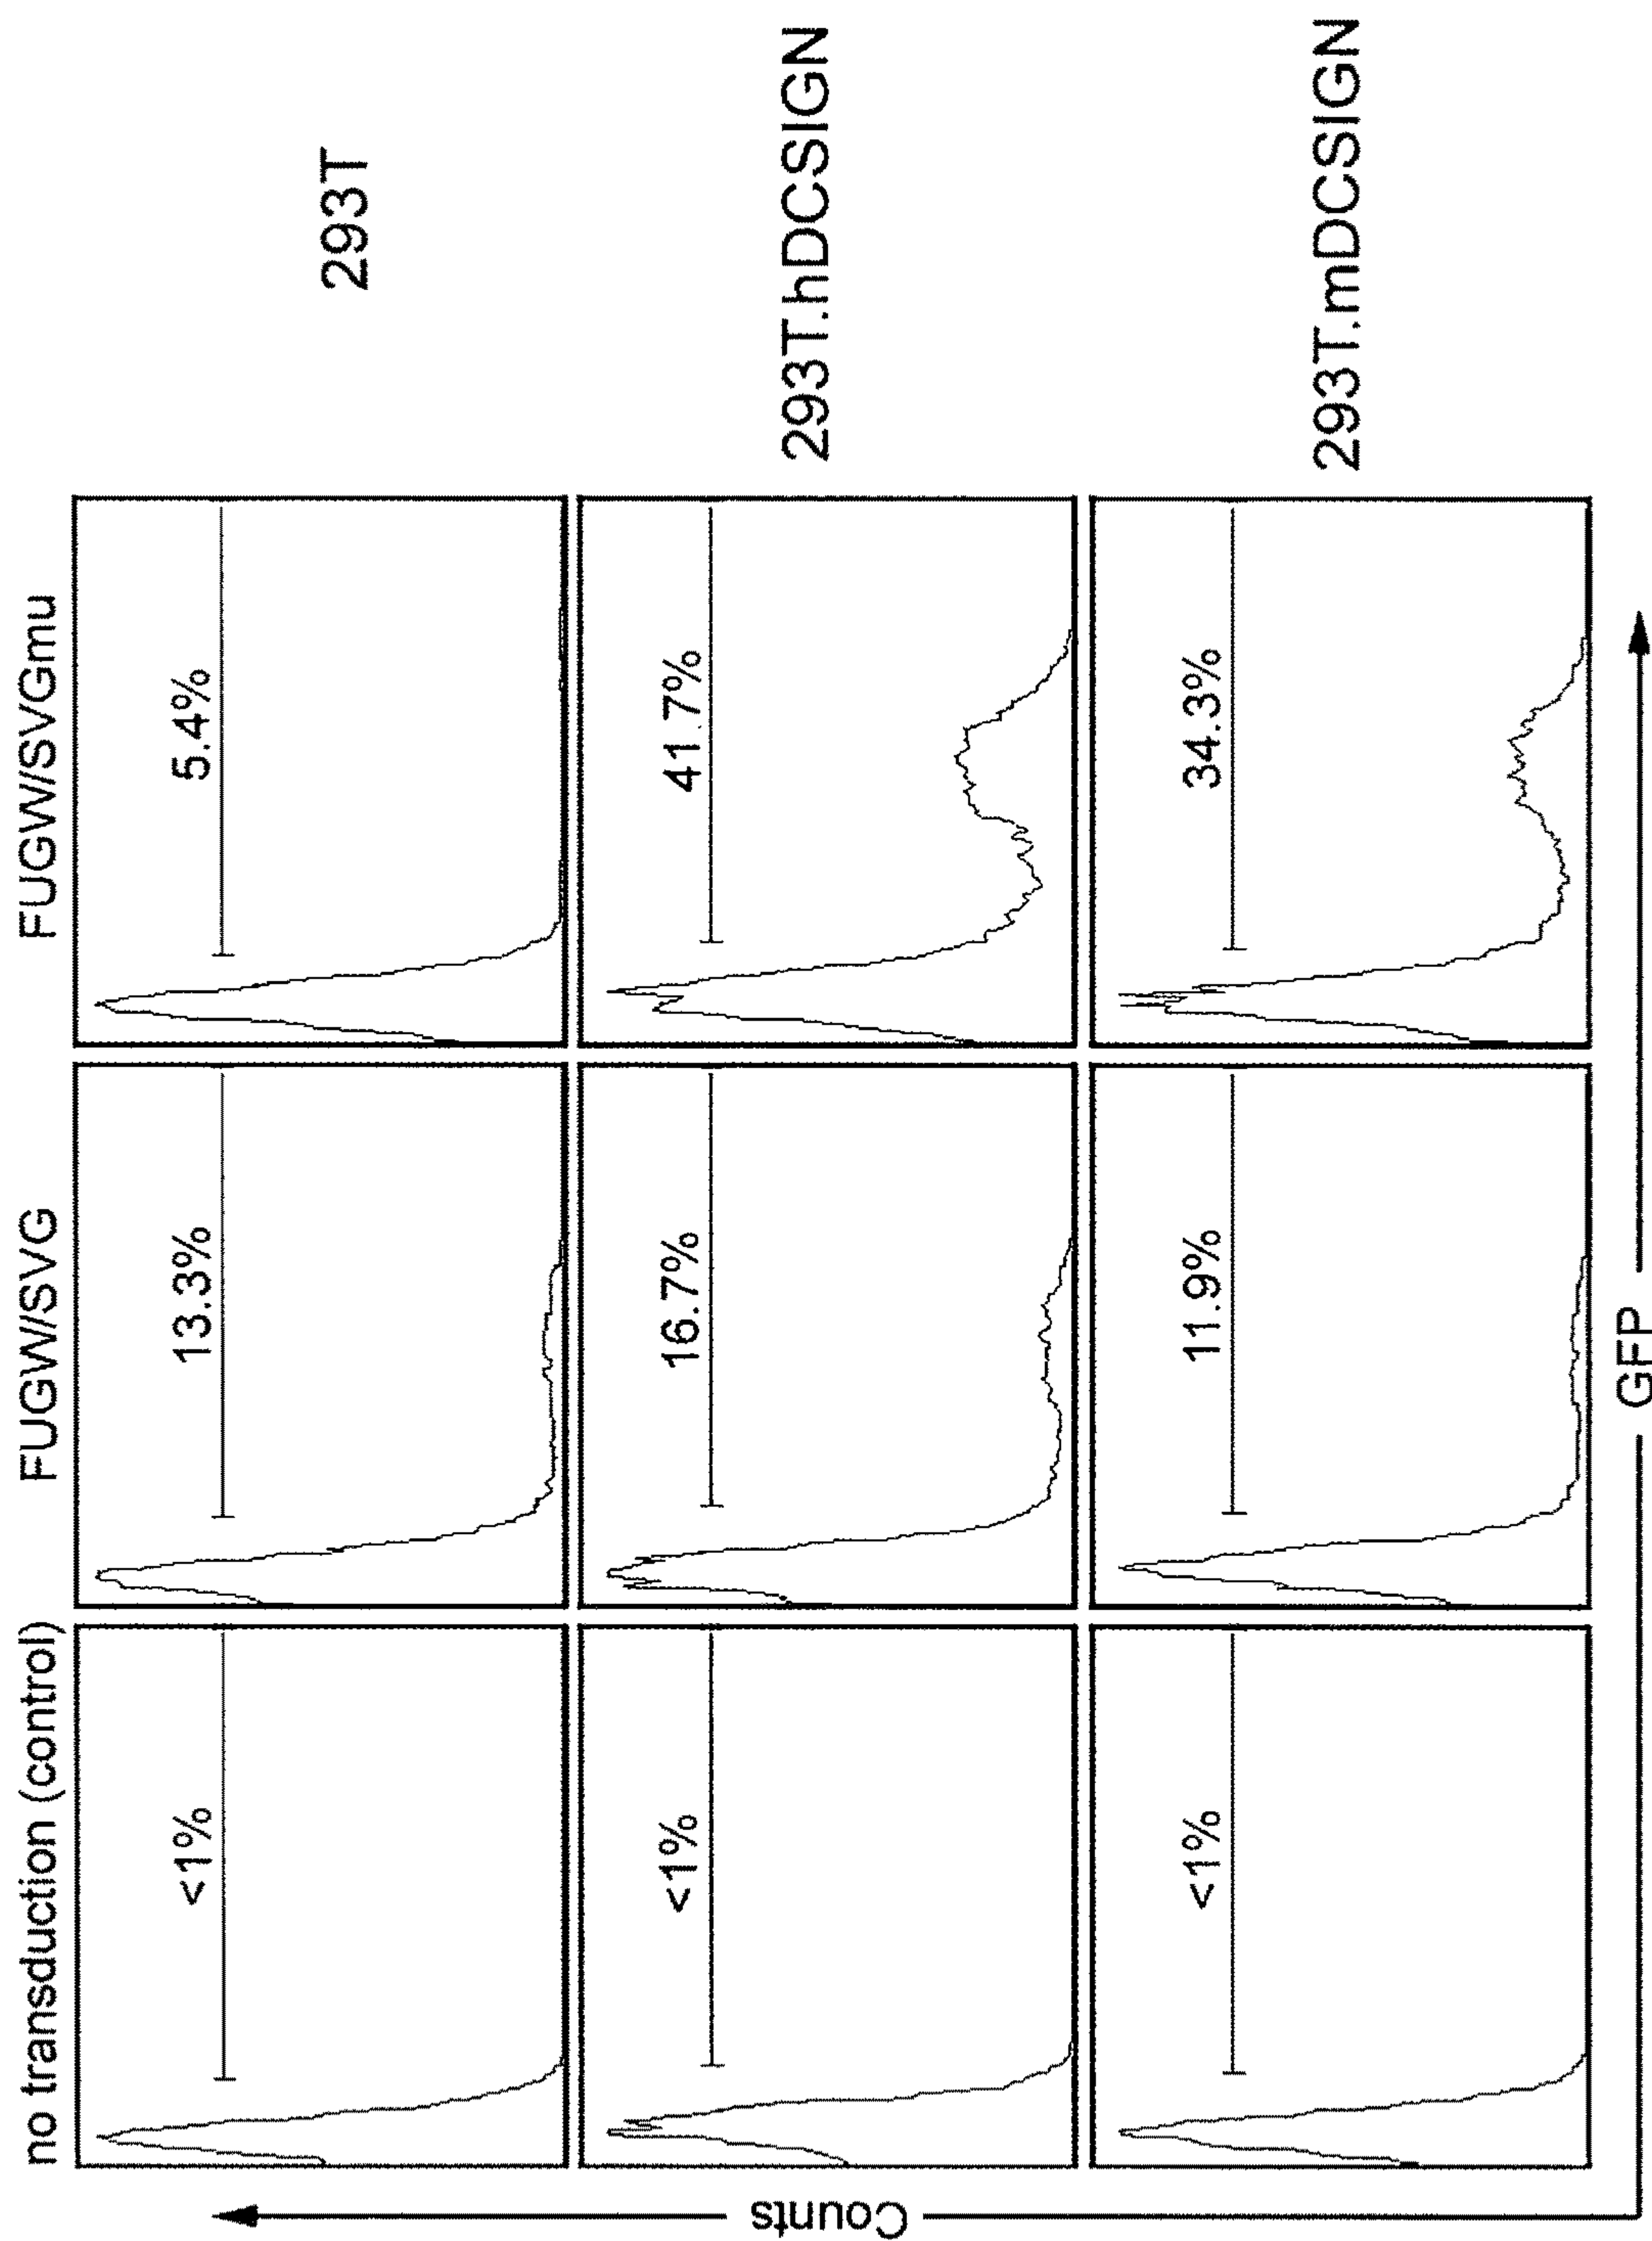 no transduction (control)
FUGW/SVG
FUGW/SVGmu
<1%
13.3%
5.4%
293T
<1%
16.7%
41.7%
293T.hDCSIGN
<1%
11.9%
34.3%
293T.mDCSIGN
Counts
GFP